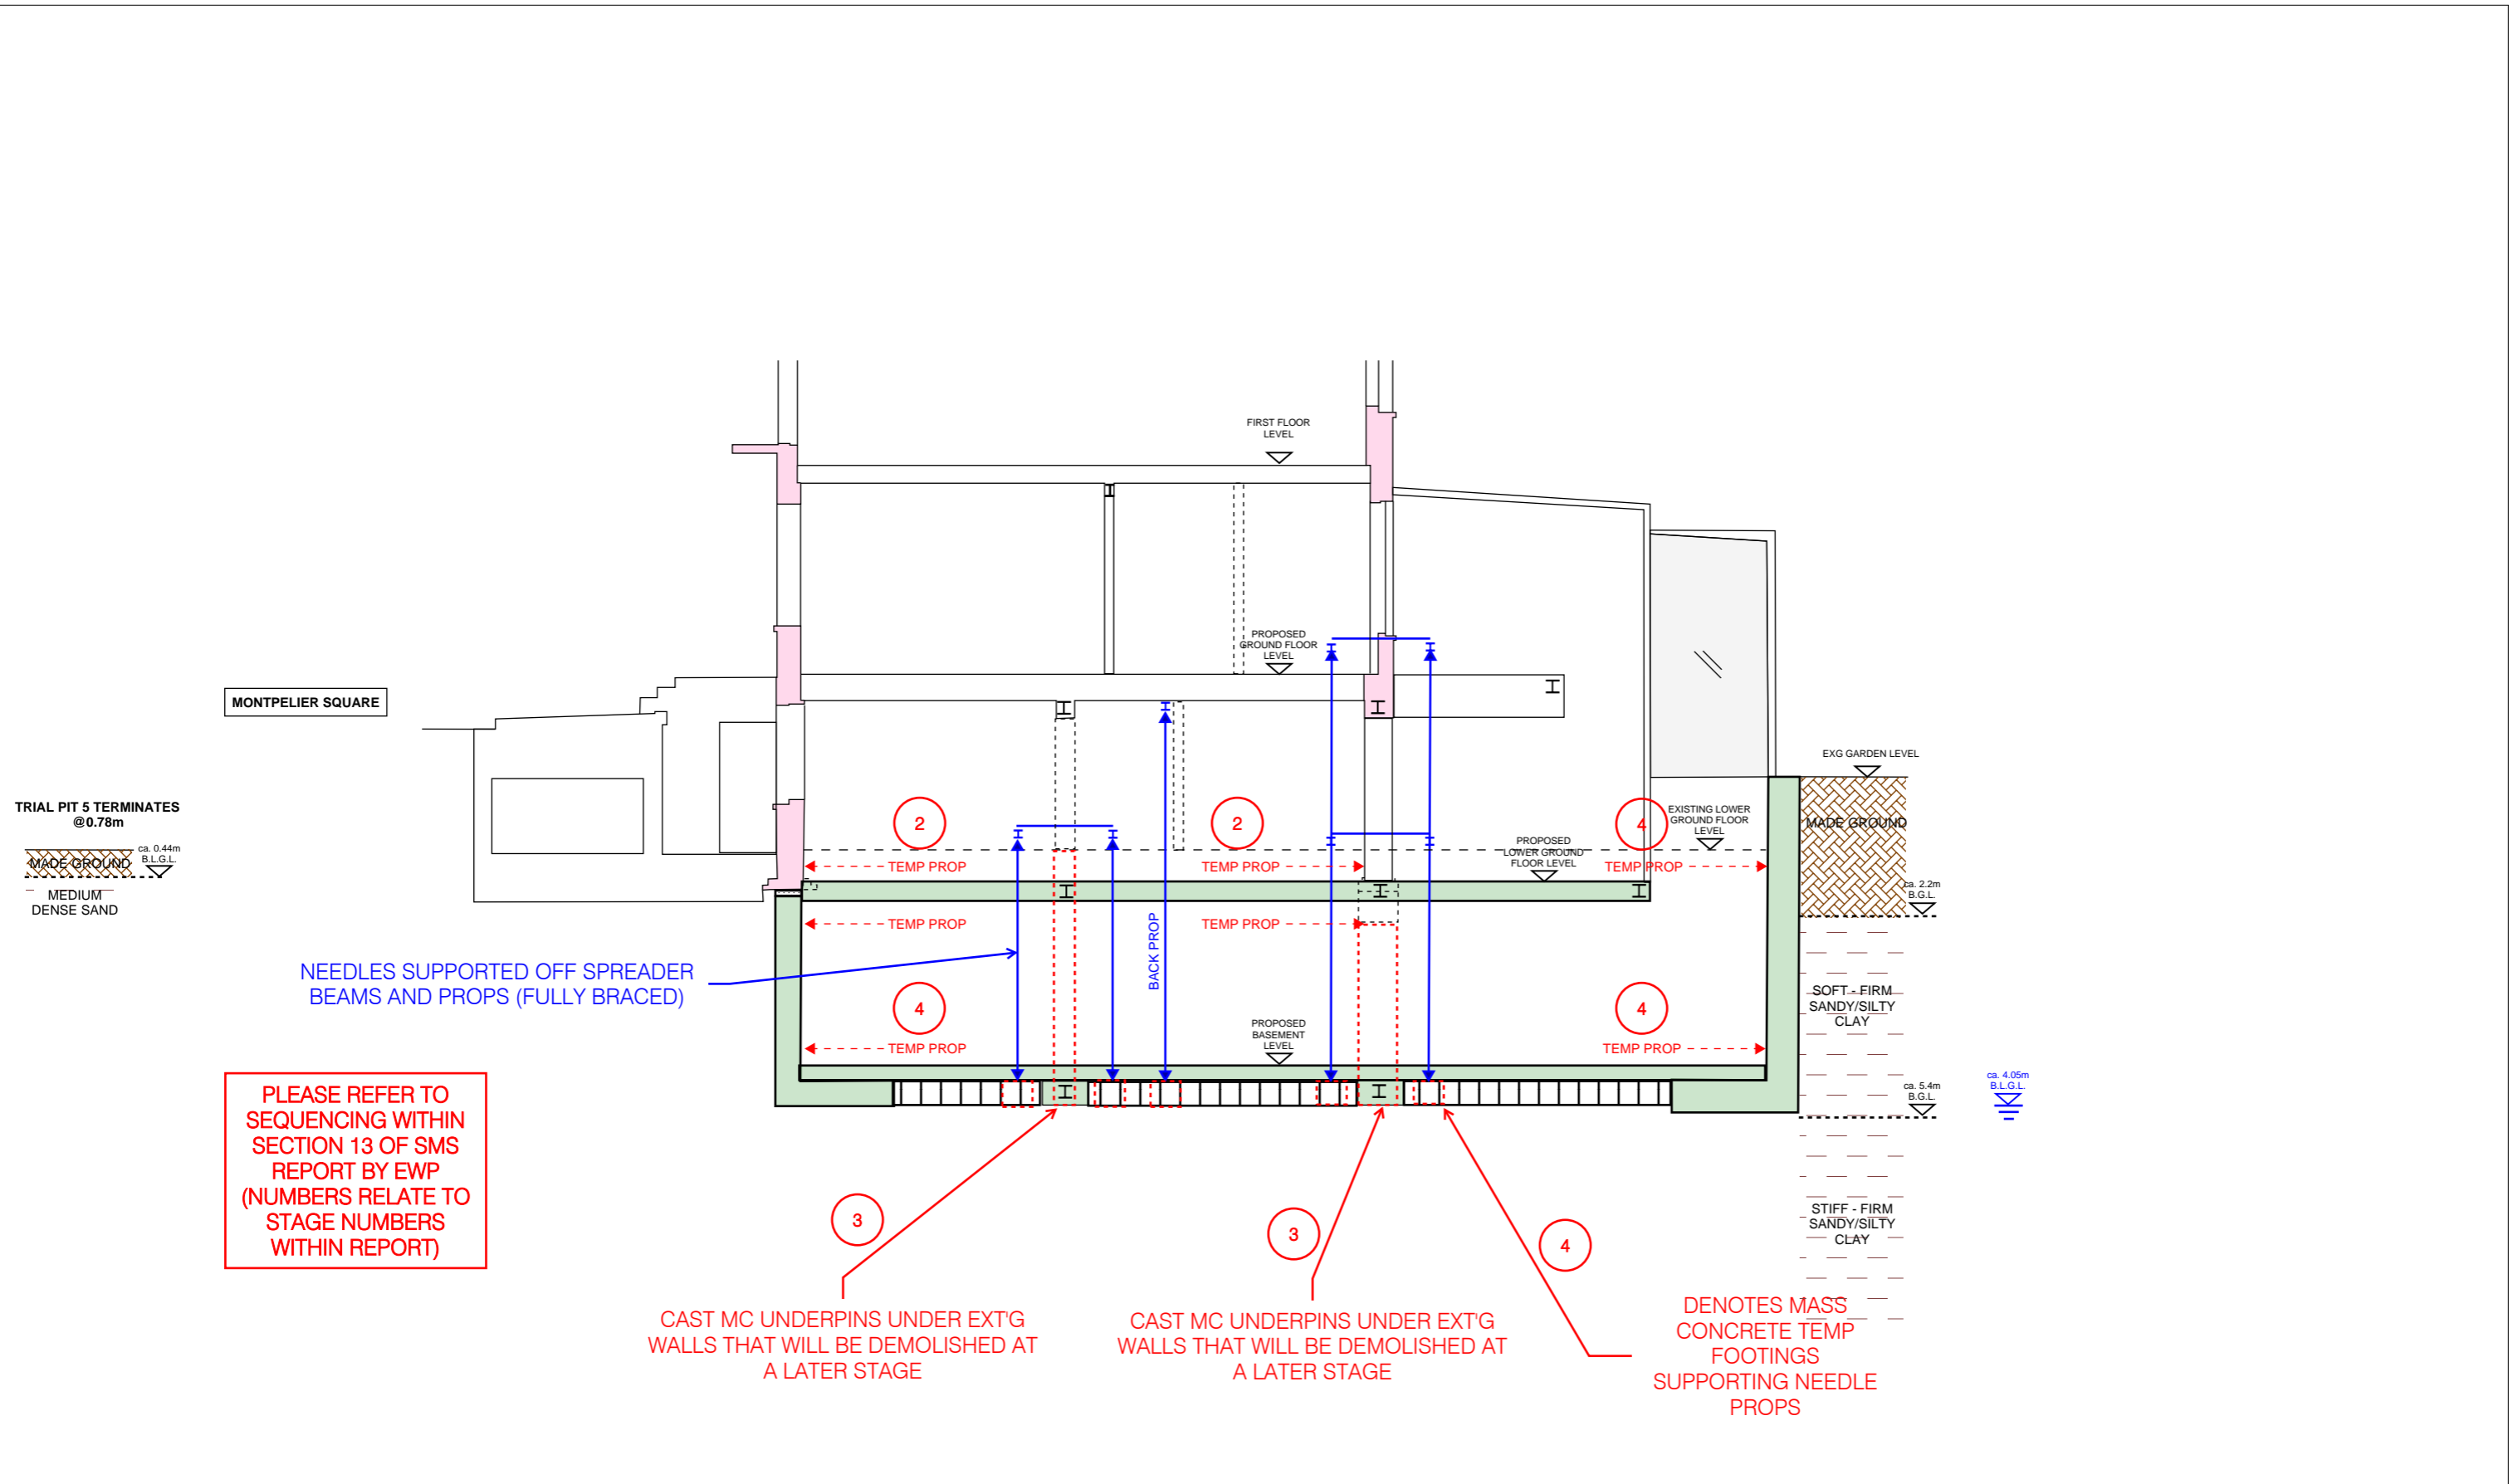 FIRST FLOOR
LEVEL
PROPOSED
GROUND FLOOR
LEVEL
MONTPELIER SQUARE
EXG GARDEN LEVEL
TRIAL PIT 5 TERMINATES
@0.78m
MADE GROUND
ca. 0.44m
B.L.G.L.
MEDIUM
DENSE SAND
2
2
4
EXISTING LOWER
GROUND FLOOR
LEVEL
MADE GROUND
PROPOSED
LOWER GROUND
FLOOR LEVEL
TEMP PROP
TEMP PROP
TEMP PROP
ca. 2.2m
B.G.L.
TEMP PROP
TEMP PROP
BACK PROP
NEEDLES SUPPORTED OFF SPREADER
BEAMS AND PROPS (FULLY BRACED)
4
4
SOFT - FIRM
SANDY/SILTY
CLAY
PROPOSED
BASEMENT
LEVEL
TEMP PROP
TEMP PROP
ca. 5.4m
B.G.L.
ca. 4.05m
B.L.G.L.
PLEASE REFER TO
SEQUENCING WITHIN
SECTION 13 OF SMS
REPORT BY EWP
(NUMBERS RELATE TO
STAGE NUMBERS
WITHIN REPORT)
3
3
4
STIFF - FIRM
SANDY/SILTY
CLAY
CAST MC UNDERPINS UNDER EXT'G
WALLS THAT WILL BE DEMOLISHED AT
A LATER STAGE
CAST MC UNDERPINS UNDER EXT'G
WALLS THAT WILL BE DEMOLISHED AT
A LATER STAGE
DENOTES MASS
CONCRETE TEMP
FOOTINGS
SUPPORTING NEEDLE
PROPS